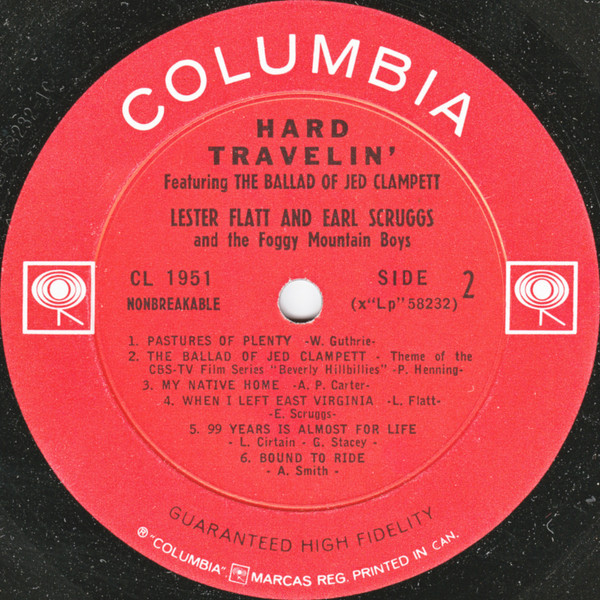 COLUMBIA
HARD
TRAVELIN'
Featuring THE BALLAD OF JED CLAMPETT
LESTER FLATT AND EARL SCRUGGS
and the Foggy Mountain Boys
CL 1951
NONBREAKABLE
SIDE 2
(x"Lp"58232)
1. PASTURES OF PLENTY -W. Guthrie-
2. THE BALLAD OF JED CLAMPETT - Theme of the
CBS-TV Film Series "Beverly Hillbillies" -P. Henning-
3. MY NATIVE HOME -A. P. Carter-
4. WHEN I LEFT EAST VIRGINIA -L. Flatt-
-E. Scruggs-
5. 99 YEARS IS ALMOST FOR LIFE
- L. Cirtain - G. Stacey -
6. BOUND TO RIDE
- A. Smith -
GUARANTEED HIGH FIDELITY
® "COLUMBIA", MARCAS REG. PRINTED IN CAN.